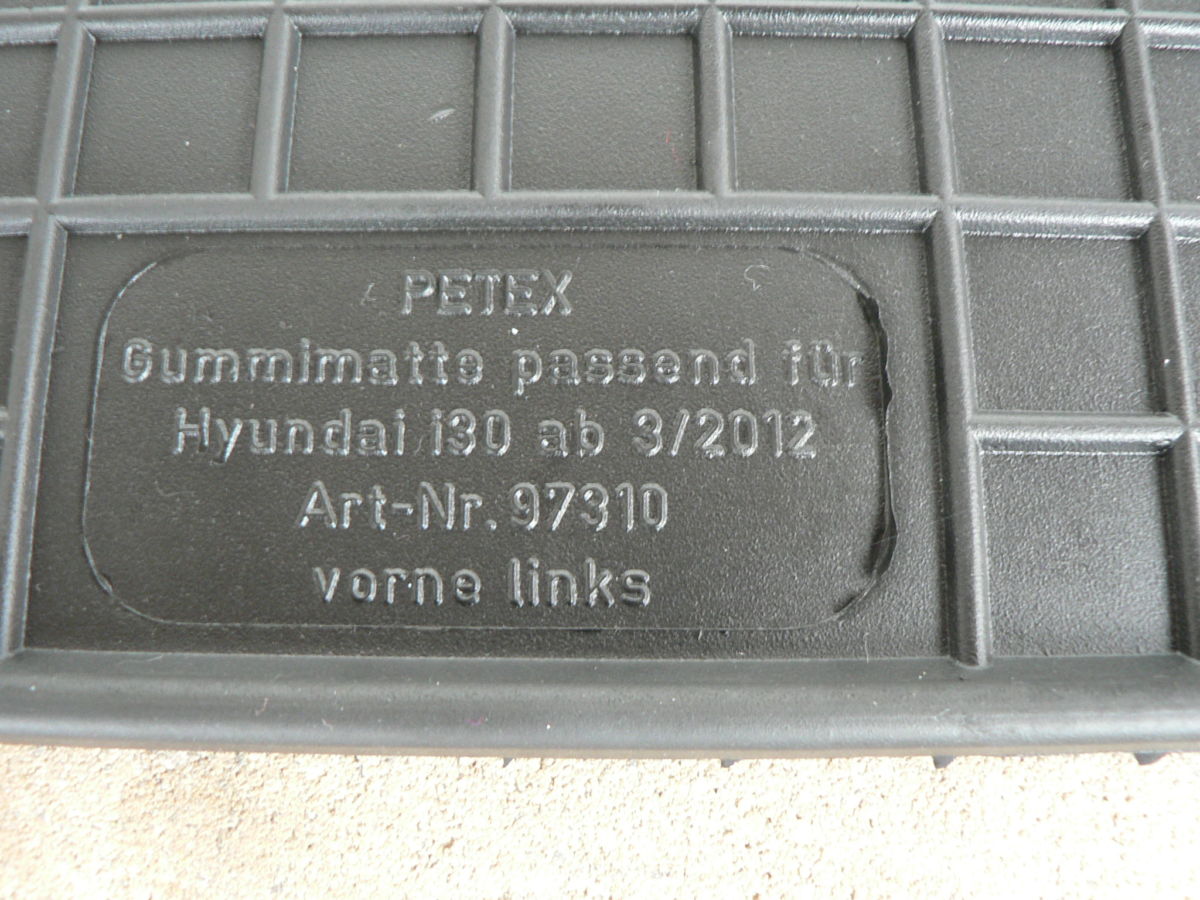 PETEX
Gummimatte passend für
Hyundai i30 ab 3/2012
Art-Nr. 97310
vorne links